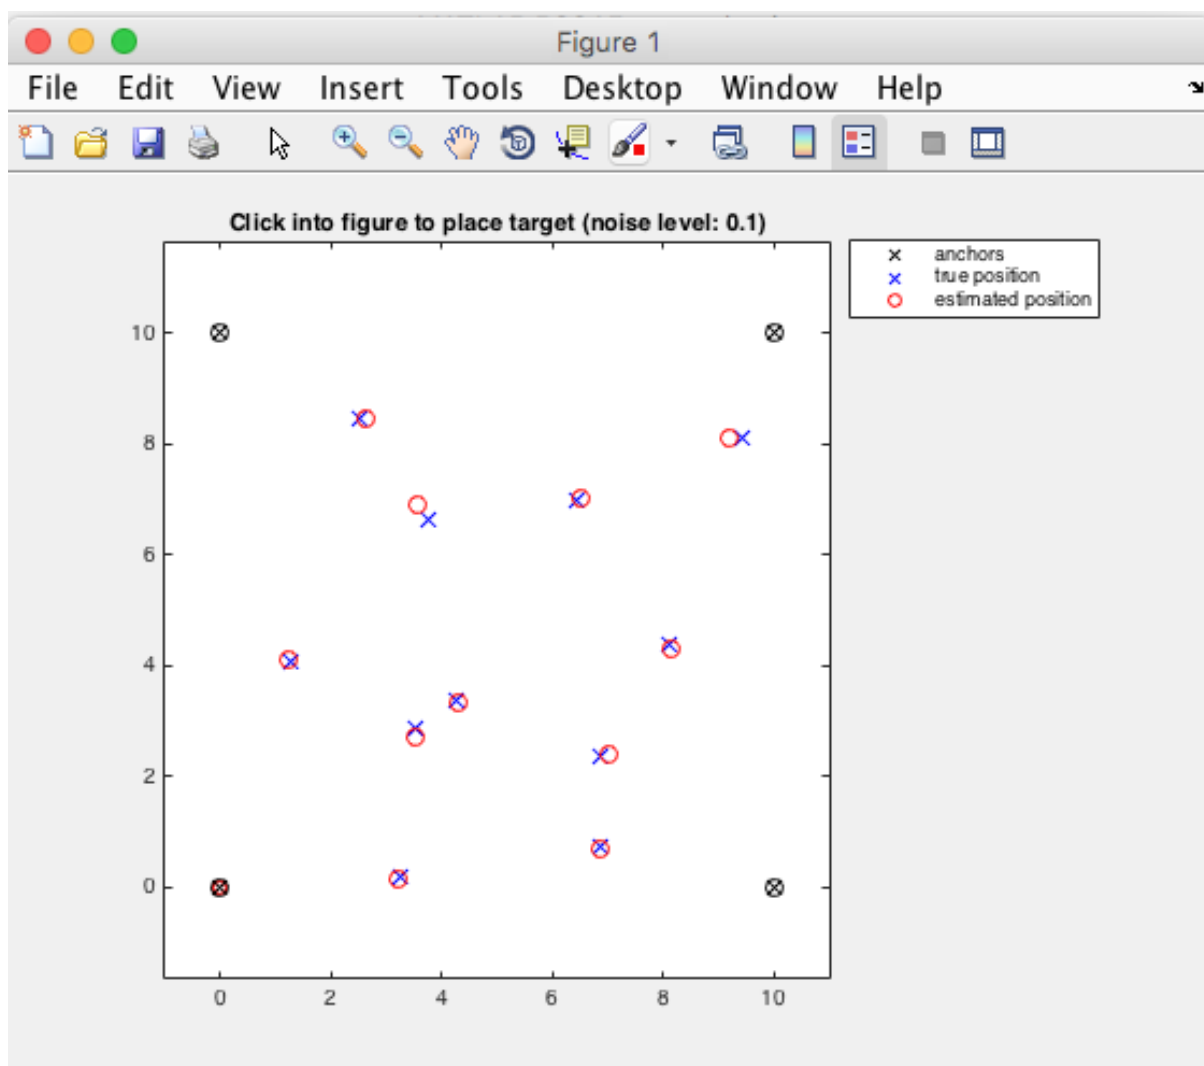 Figure 1
File Edit View Insert Tools Desktop Window Help
Click into figure to place target (noise level: 0.1)
anchors
true position
estimated position
10
8
6
4
2
0
0 2 4 6 8 10